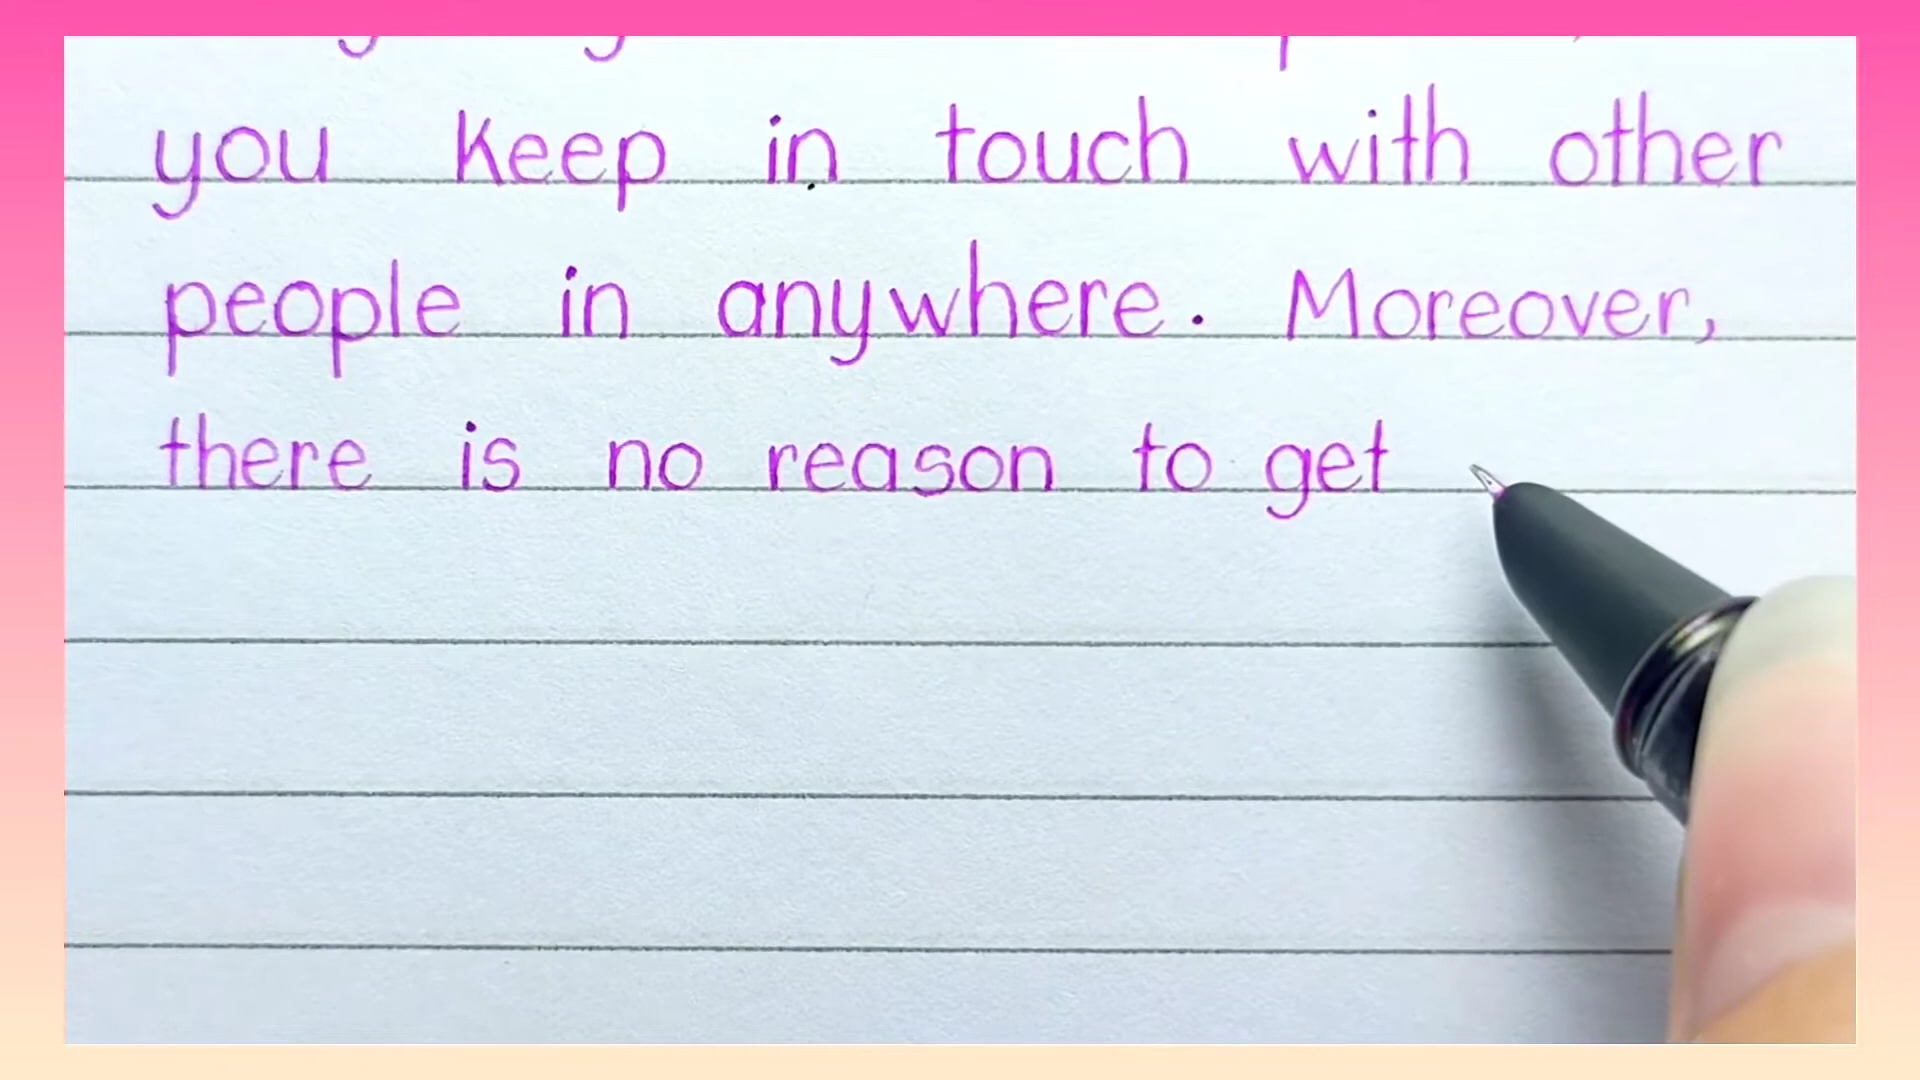 you keep in touch with other
people in anywhere. Moreover,
there is no reason to get